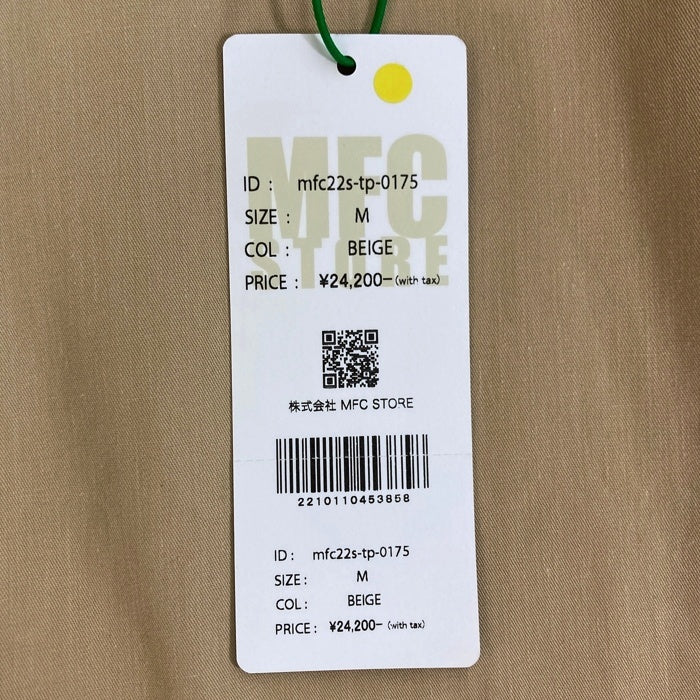 MFC
STORE
ID : mfc22s-tp-0175
SIZE : M
COL : BEIGE
PRICE : ¥24,200- (with tax)
株式会社 MFC STORE
2210110453858
ID : mfc22s-tp-0175
SIZE : M
COL : BEIGE
PRICE : ¥24,200- (with tax)